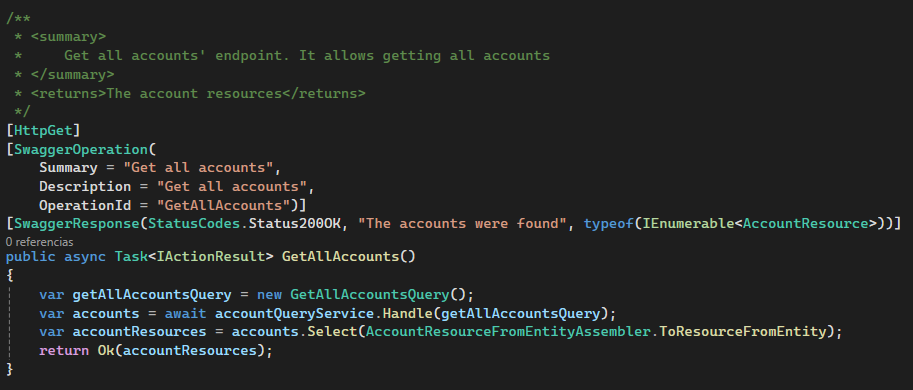 /**
 * <summary>
 *     Get all accounts' endpoint. It allows getting all accounts
 * </summary>
 * <returns>The account resources</returns>
 */
[HttpGet]
[SwaggerOperation(
    Summary = "Get all accounts",
    Description = "Get all accounts",
    OperationId = "GetAllAccounts")]
[SwaggerResponse(StatusCodes.Status200OK, "The accounts were found", typeof(IEnumerable<AccountResource>))]
0 referencias
public async Task<IActionResult> GetAllAccounts()
{
    var getAllAccountsQuery = new GetAllAccountsQuery();
    var accounts = await accountQueryService.Handle(getAllAccountsQuery);
    var accountResources = accounts.Select(AccountResourceFromEntityAssembler.ToResourceFromEntity);
    return Ok(accountResources);
}